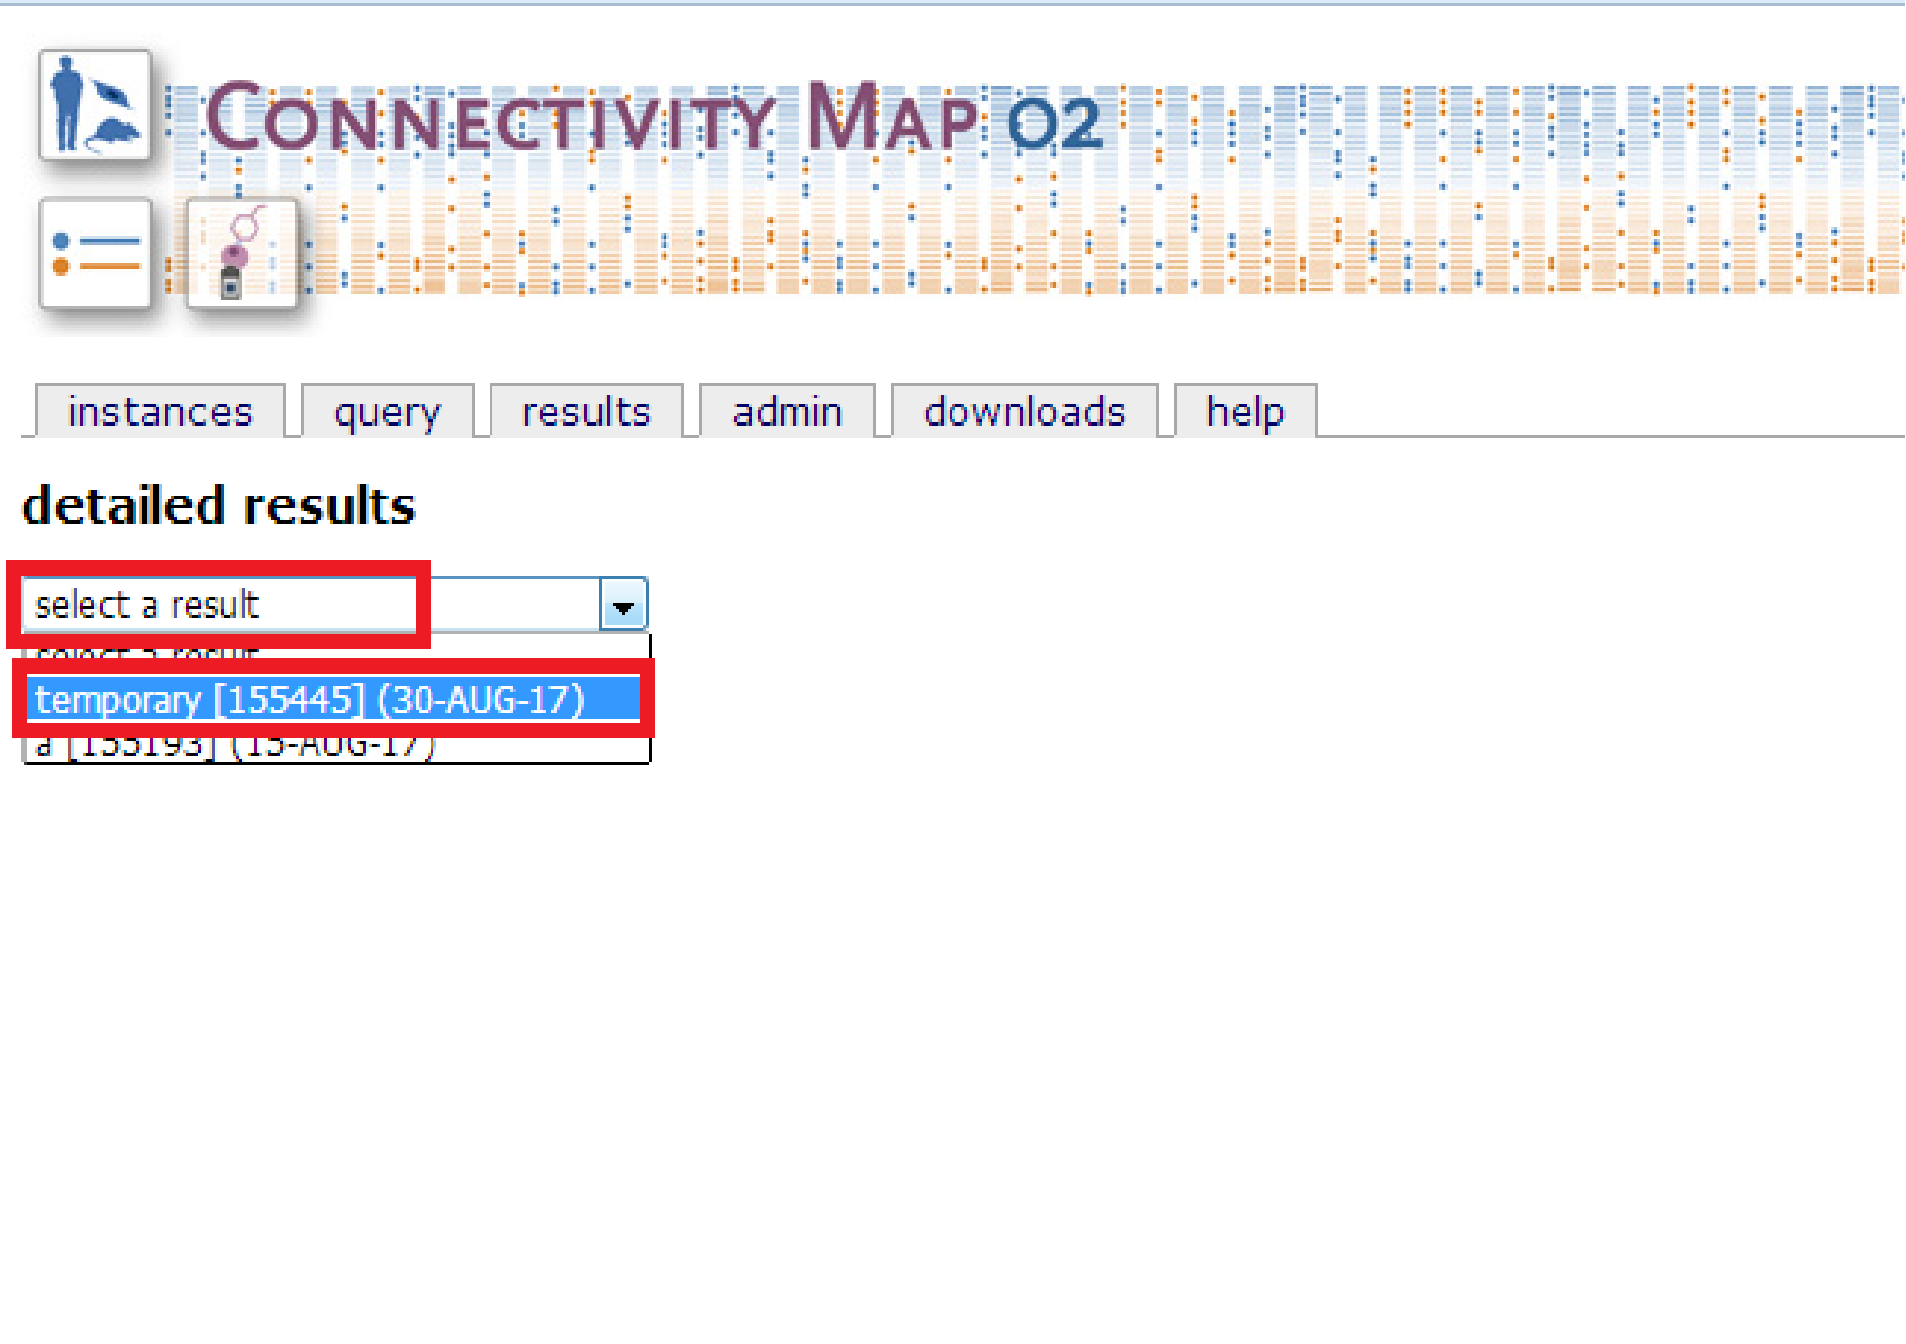 CONNECTIVITY MAP 02
instances query results admin downloads help
detailed results
select a result
select a result
temporary [155445] (30-AUG-17)
a [155193] (15-AUG-17)